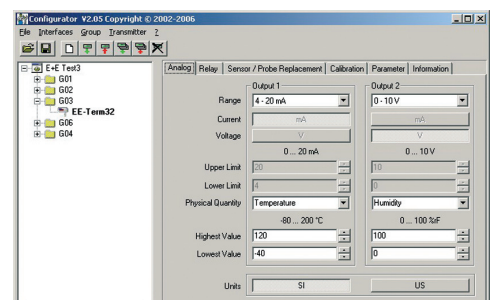 Configurator V2.05 Copyright © 2002-2006
File Interfaces Group Transmitter ?
E+E Test3
G01
G02
G03
EE-Term32
G06
G04
Analog Relay Sensor / Probe Replacement Calibration Parameter Information
Output 1 Output 2
Range 4 - 20 mA 0 - 10 V
Current mA mA
Voltage V V
0 ... 20 mA 0 ... 10 V
Upper Limit 20 10
Lower Limit 4 0
Physical Quantity Temperature Humidity
-80 ... 200 °C 0 ... 100 %rF
Highest Value 120 100
Lowest Value -40 0
Units SI US